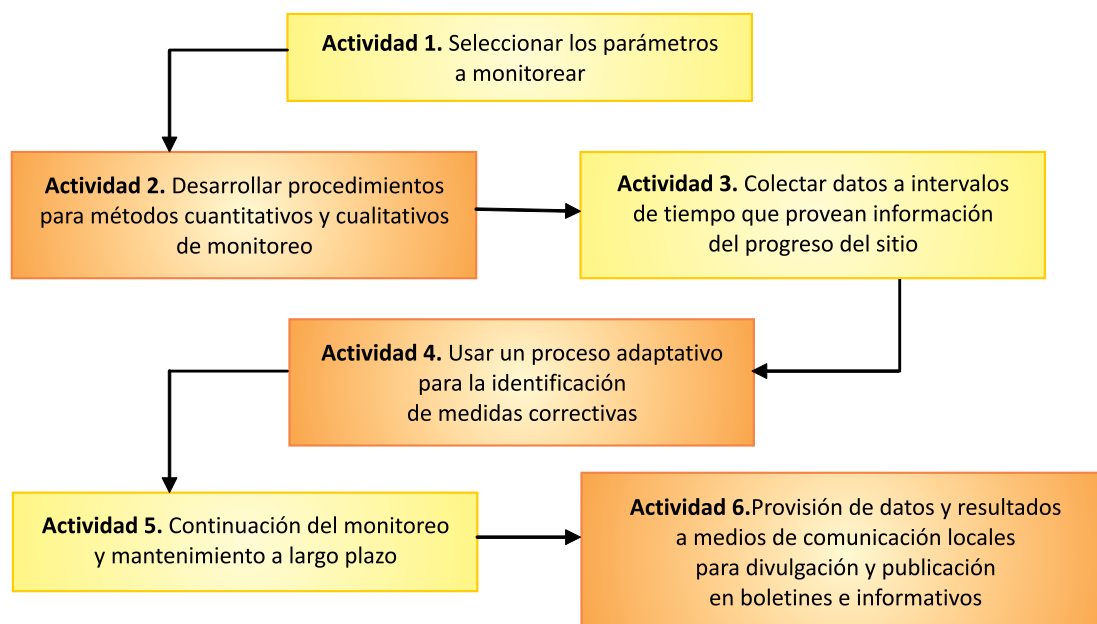 Actividad 1. Seleccionar los parámetros
a monitorear
Actividad 2. Desarrollar procedimientos
para métodos cuantitativos y cualitativos
de monitoreo
Actividad 3. Colectar datos a intervalos
de tiempo que provean información
del progreso del sitio
Actividad 4. Usar un proceso adaptativo
para la identificación
de medidas correctivas
Actividad 5. Continuación del monitoreo
y mantenimiento a largo plazo
Actividad 6.Provisión de datos y resultados
a medios de comunicación locales
para divulgación y publicación
en boletines e informativos